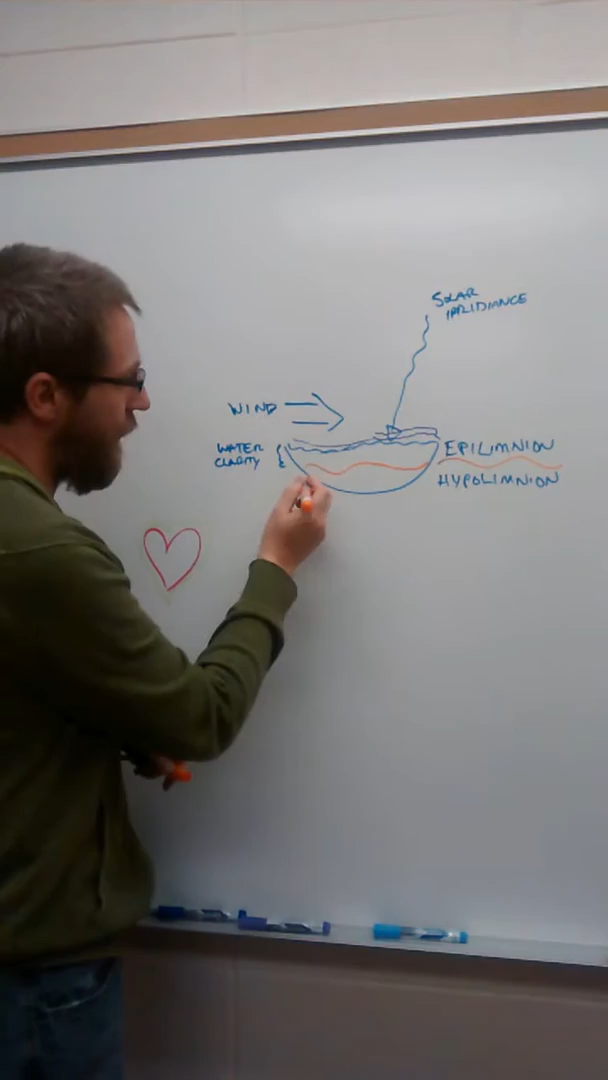 SOLAR
IRRIDIANCE
WIND
WATER
CLARITY
EPILIMNION
HYPOLIMNION